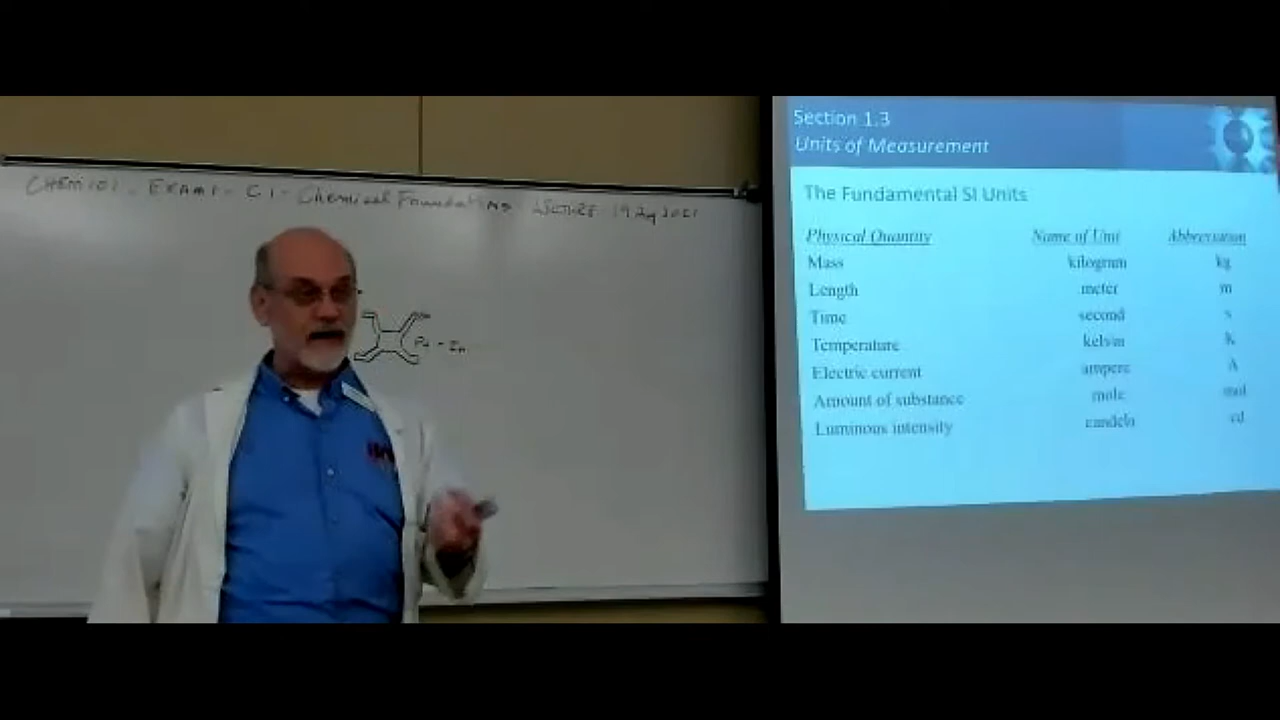 CHEM 101 - EXAM 1 - C1 - Chemical Foundations LECTURE 19 2021
Section 1.3
Units of Measurement
The Fundamental SI Units
Physical Quantity Name of Unit Abbreviation
Mass kilogram kg
Length meter m
Time second s
Temperature kelvin K
Electric current ampere A
Amount of substance mole mol
Luminous intensity candela cd